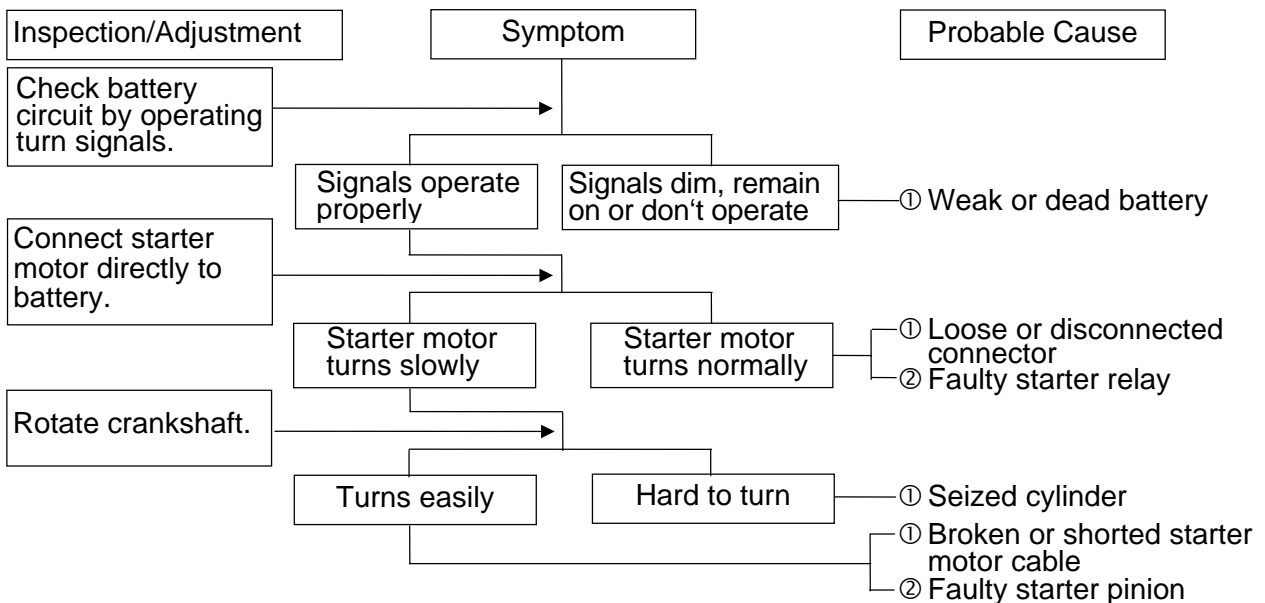 Inspection/Adjustment
Symptom
Probable Cause
Check battery
circuit by operating
turn signals.
Signals operate
properly
Signals dim, remain
on or don‘t operate
① Weak or dead battery
Connect starter
motor directly to
battery.
Starter motor
turns slowly
Starter motor
turns normally
① Loose or disconnected
connector
② Faulty starter relay
Rotate crankshaft.
Turns easily
Hard to turn
① Seized cylinder
① Broken or shorted starter
motor cable
② Faulty starter pinion